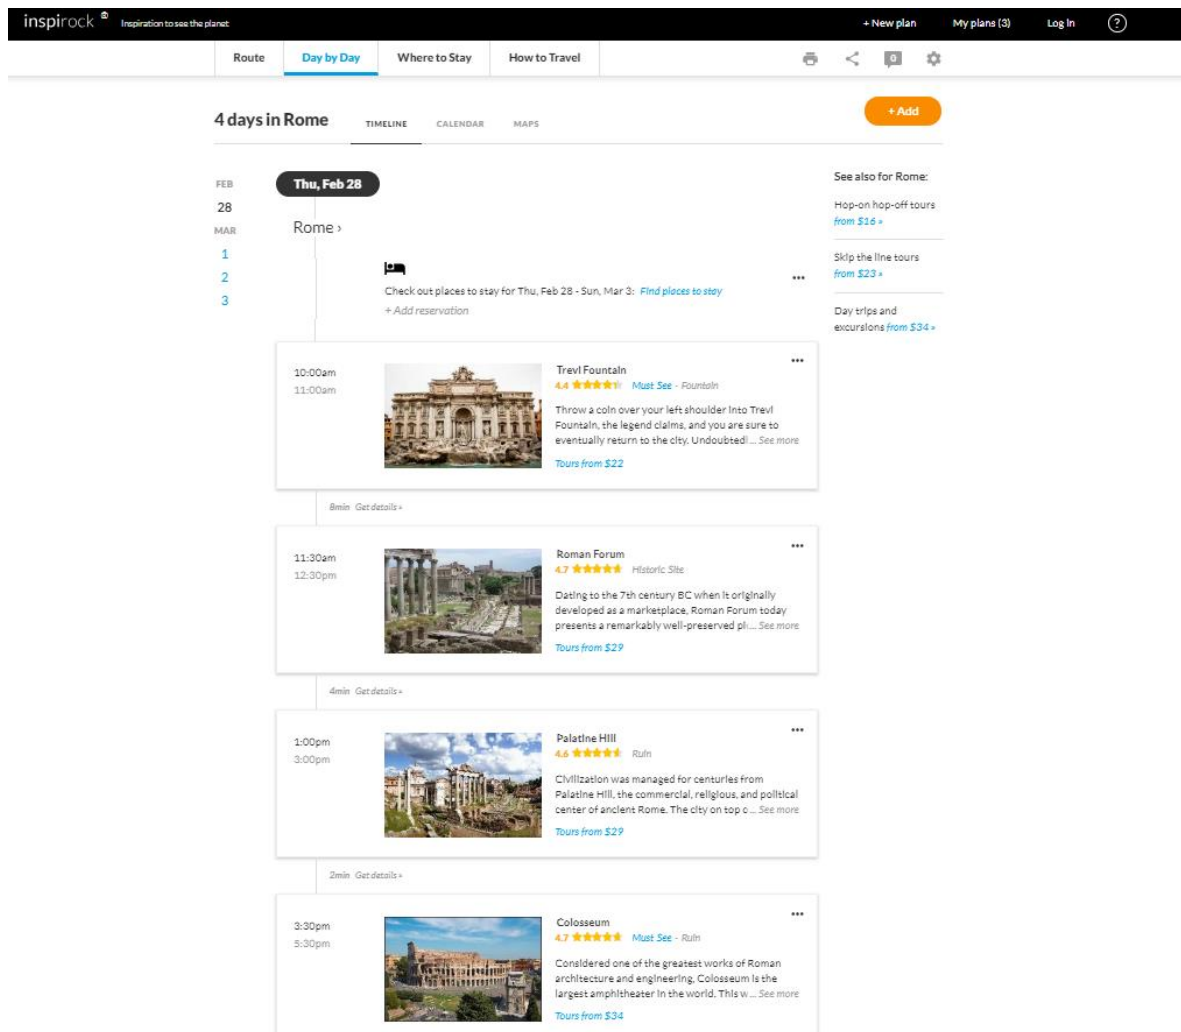 inspirock
Inspiration to see the planet
+ New plan
My plans (3)
Log in
?
Route
Day by Day
Where to Stay
How to Travel
0
4 days in Rome
TIMELINE
CALENDAR
MAPS
+ Add
FEB
28
MAR
1
2
3
Thu, Feb 28
Rome ›
Check out places to stay for Thu, Feb 28 - Sun, Mar 3: Find places to stay
+ Add reservation
•••
See also for Rome:
Hop-on hop-off tours
from $16 »
Skip the line tours
from $23 »
Day trips and
excursions from $34 »
10:00am
11:00am
Trevi Fountain
4.4 Must See - Fountain
Throw a coin over your left shoulder into Trevi
Fountain, the legend claims, and you are sure to
eventually return to the city. Undoubtedl ... See more
Tours from $22
8min Get details »
11:30am
12:30pm
Roman Forum
4.7 Historic Site
Dating to the 7th century BC when it originally
developed as a marketplace, Roman Forum today
presents a remarkably well-preserved pl... See more
Tours from $29
4min Get details »
1:00pm
3:00pm
Palatine Hill
4.6 Ruin
Civilization was managed for centuries from
Palatine Hill, the commercial, religious, and political
center of ancient Rome. The city on top o ... See more
Tours from $29
2min Get details »
3:30pm
5:30pm
Colosseum
4.7 Must See - Ruin
Considered one of the greatest works of Roman
architecture and engineering, Colosseum is the
largest amphitheater in the world. This w ... See more
Tours from $34